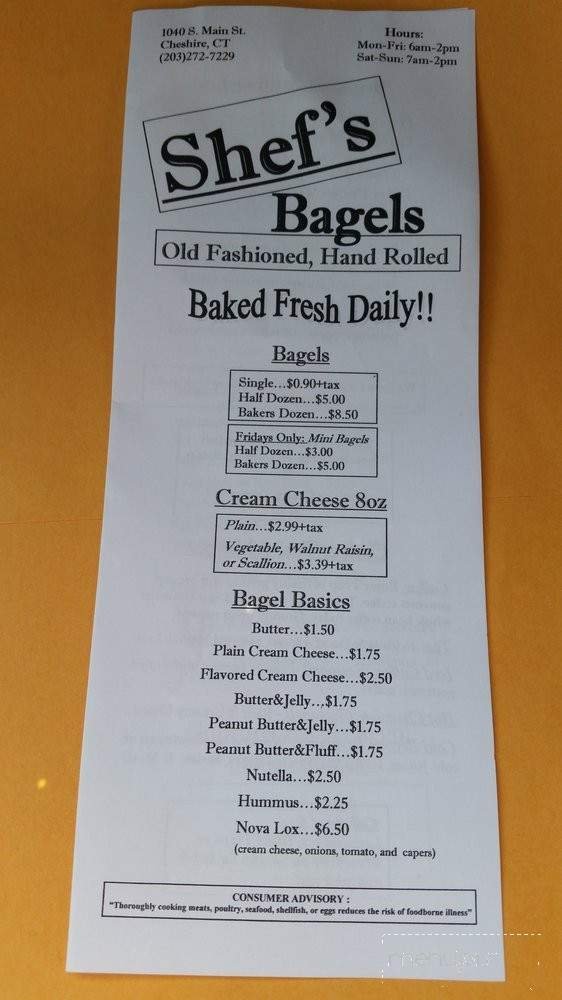 1040 S. Main St.
Cheshire, CT
(203)272-7229
Hours:
Mon-Fri: 6am-2pm
Sat-Sun: 7am-2pm
Shef's
Bagels
Old Fashioned, Hand Rolled
Baked Fresh Daily!!
Bagels
Single...$0.90+tax
Half Dozen...$5.00
Bakers Dozen...$8.50
Fridays Only: Mini Bagels
Half Dozen...$3.00
Bakers Dozen...$5.00
Cream Cheese 8oz
Plain...$2.99+tax
Vegetable, Walnut Raisin,
or Scallion...$3.39+tax
Bagel Basics
Butter...$1.50
Plain Cream Cheese...$1.75
Flavored Cream Cheese...$2.50
Butter&Jelly...$1.75
Peanut Butter&Jelly...$1.75
Peanut Butter&Fluff...$1.75
Nutella...$2.50
Hummus...$2.25
Nova Lox...$6.50
(cream cheese, onions, tomato, and capers)
CONSUMER ADVISORY :
"Thoroughly cooking meats, poultry, seafood, shellfish, or eggs reduces the risk of foodborne illness"